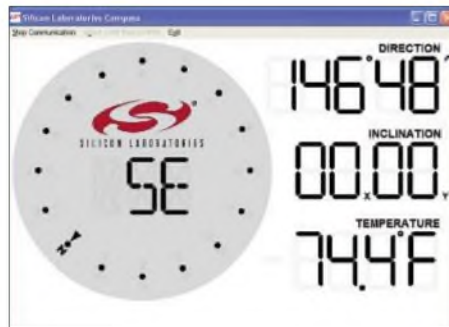 Silicon Laboratories Compass
Stop Communication Exit
DIRECTION
146°48'
INCLINATION
00.00
X Y
TEMPERATURE
74.4°F
SILICON LABORATORIES
SE
N